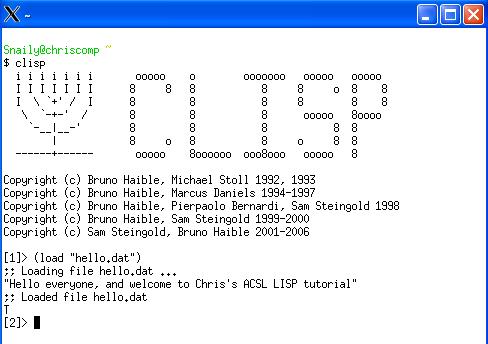 ~
Snaily@chriscomp ~
$ clisp
  i i i i i i i       ooooo    o        ooooooo   ooooo   ooooo
  I I I I I I I      8     8   8           8     8     o  8    8
  I  \ `+' /  I      8         8           8     8        8    8
   \  `-+-'  /       8         8           8      ooooo   8oooo
    `-__|__-'        8         8           8           8  8
        |            8     o   8           8     o     8  8
  ------+------       ooooo    8oooooo  ooo8ooo   ooooo   8
Copyright (c) Bruno Haible, Michael Stoll 1992, 1993
Copyright (c) Bruno Haible, Marcus Daniels 1994-1997
Copyright (c) Bruno Haible, Pierpaolo Bernardi, Sam Steingold 1998
Copyright (c) Bruno Haible, Sam Steingold 1999-2000
Copyright (c) Sam Steingold, Bruno Haible 2001-2006
[1]> (load "hello.dat")
;; Loading file hello.dat ...
"Hello everyone, and welcome to Chris's ACSL LISP tutorial"
;; Loaded file hello.dat
T
[2]>